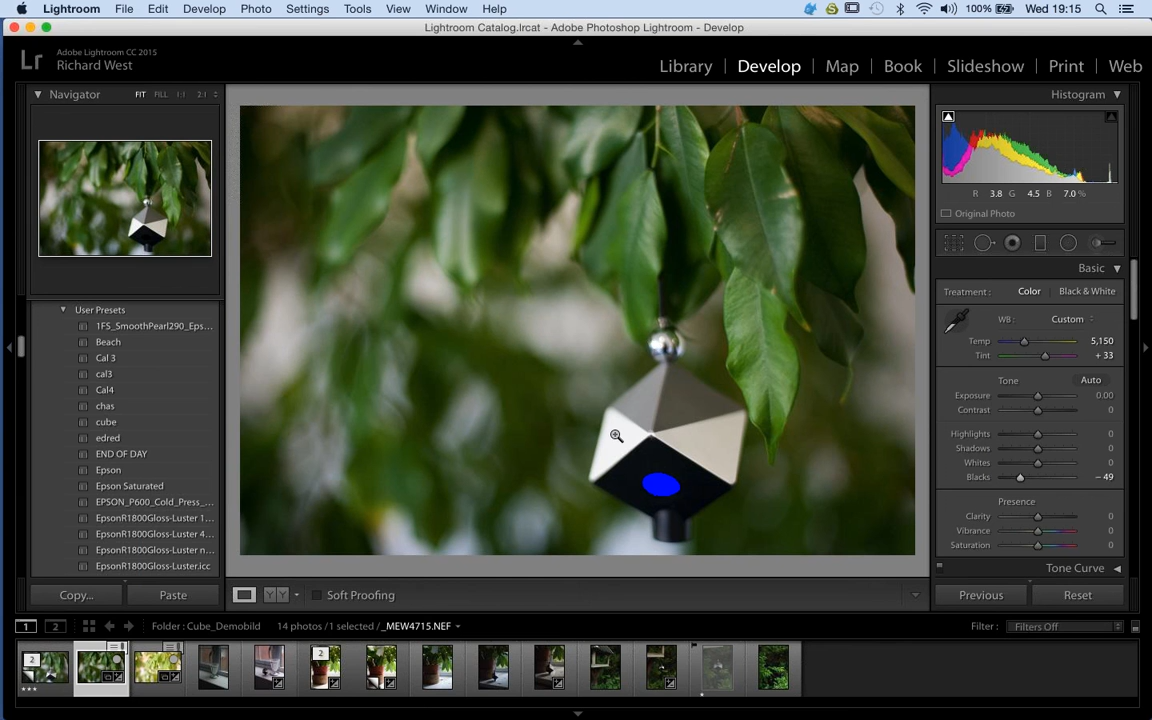 Lightroom File Edit Develop Photo Settings Tools View Window Help 100% Wed 19:15
Lightroom Catalog.lrcat - Adobe Photoshop Lightroom - Develop
Lr Adobe Lightroom CC 2015
Richard West
Library Develop Map Book Slideshow Print Web
Navigator FIT FILL 1:1 2:1
Histogram
R 3.8 G 4.5 B 7.0 %
Original Photo
Basic
Treatment : Color Black & White
WB : Custom
Temp 5,150
Tint + 33
Tone Auto
Exposure 0.00
Contrast 0
Highlights 0
Shadows 0
Whites 0
Blacks – 49
Presence
Clarity 0
Vibrance 0
Saturation 0
Tone Curve
User Presets
1FS_SmoothPearl290_Eps...
Beach
Cal 3
cal3
Cal4
chas
cube
edred
END OF DAY
Epson
Epson Saturated
EPSON_P600_Cold_Press_...
EpsonR1800Gloss-Luster 1...
EpsonR1800Gloss-Luster 4...
EpsonR1800Gloss-Luster n...
EpsonR1800Gloss-Luster.icc
Copy... Paste
Y Y Soft Proofing
Previous Reset
1 2 Folder : Cube_Demobild 14 photos /1 selected /_MEW4715.NEF
Filter : Filters Off
2
2